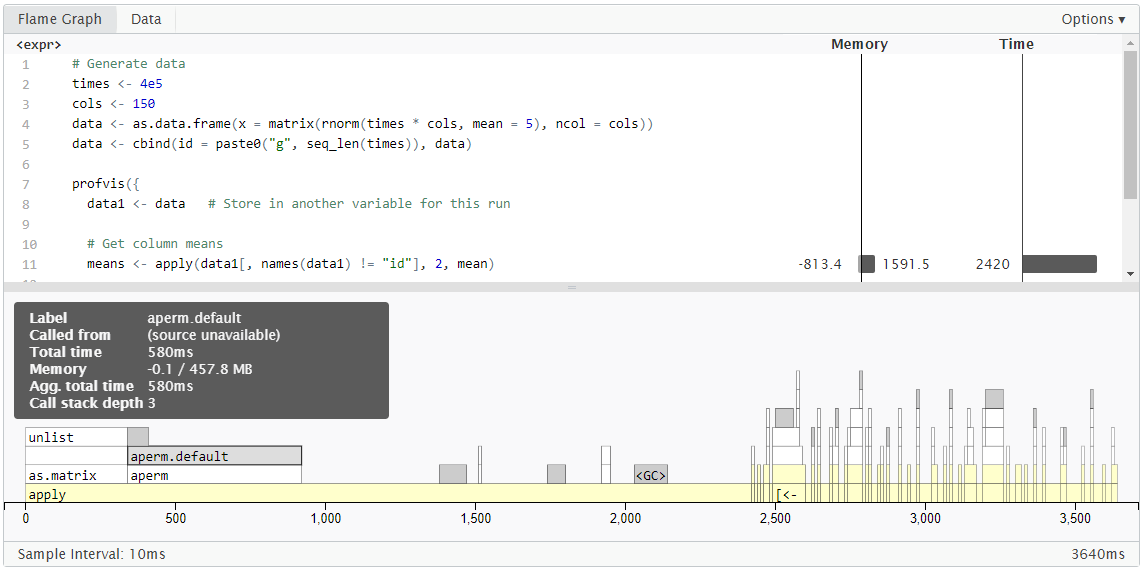 Flame Graph Data Options ▼
<expr> Memory Time
1 # Generate data
2 times <- 4e5
3 cols <- 150
4 data <- as.data.frame(x = matrix(rnorm(times * cols, mean = 5), ncol = cols))
5 data <- cbind(id = paste0("g", seq_len(times)), data)
6
7 profvis({
8 data1 <- data # Store in another variable for this run
9
10 # Get column means
11 means <- apply(data1[, names(data1) != "id"], 2, mean) -813.4 1591.5 2420
Label aperm.default
Called from (source unavailable)
Total time 580ms
Memory -0.1 / 457.8 MB
Agg. total time 580ms
Call stack depth 3
unlist
aperm.default
as.matrix aperm <GC>
apply [<-
0 500 1,000 1,500 2,000 2,500 3,000 3,500
Sample Interval: 10ms 3640ms